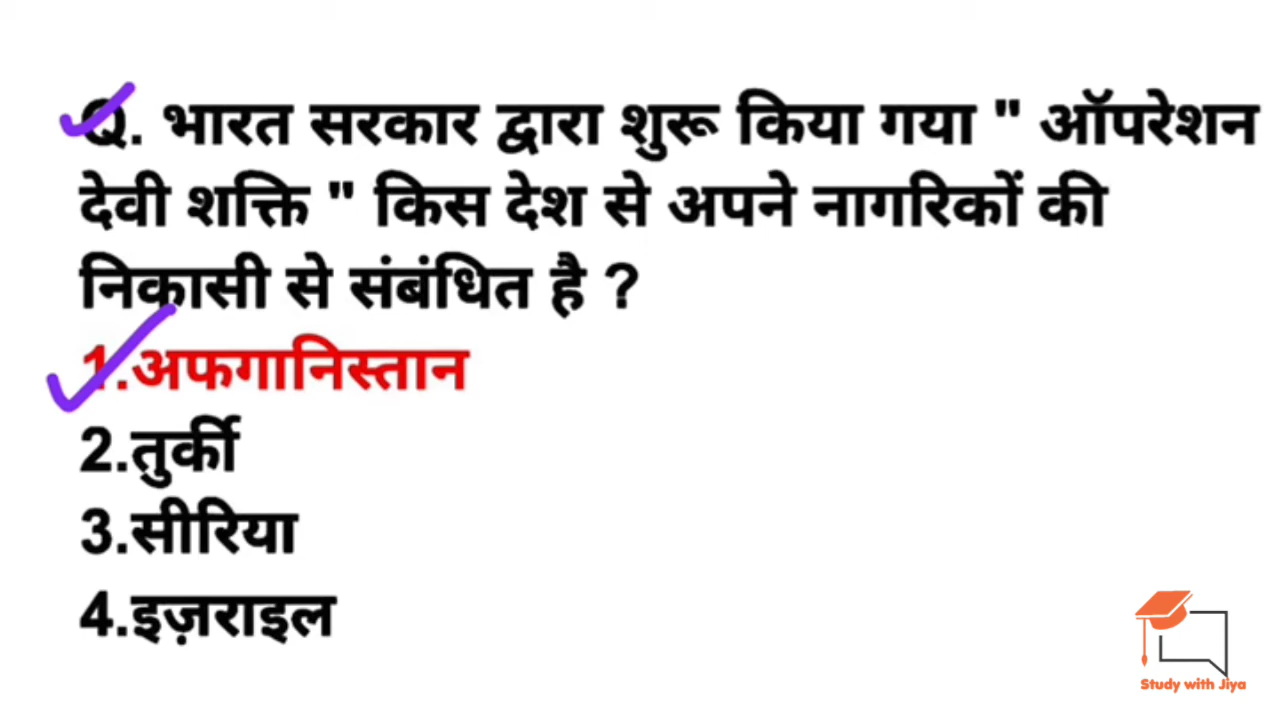 Q. भारत सरकार द्वारा शुरू किया गया " ऑपरेशन
देवी शक्ति " किस देश से अपने नागरिकों की
निकासी से संबंधित है ?
1.अफगानिस्तान
2.तुर्की
3.सीरिया
4.इज़राइल
Study with Jiya